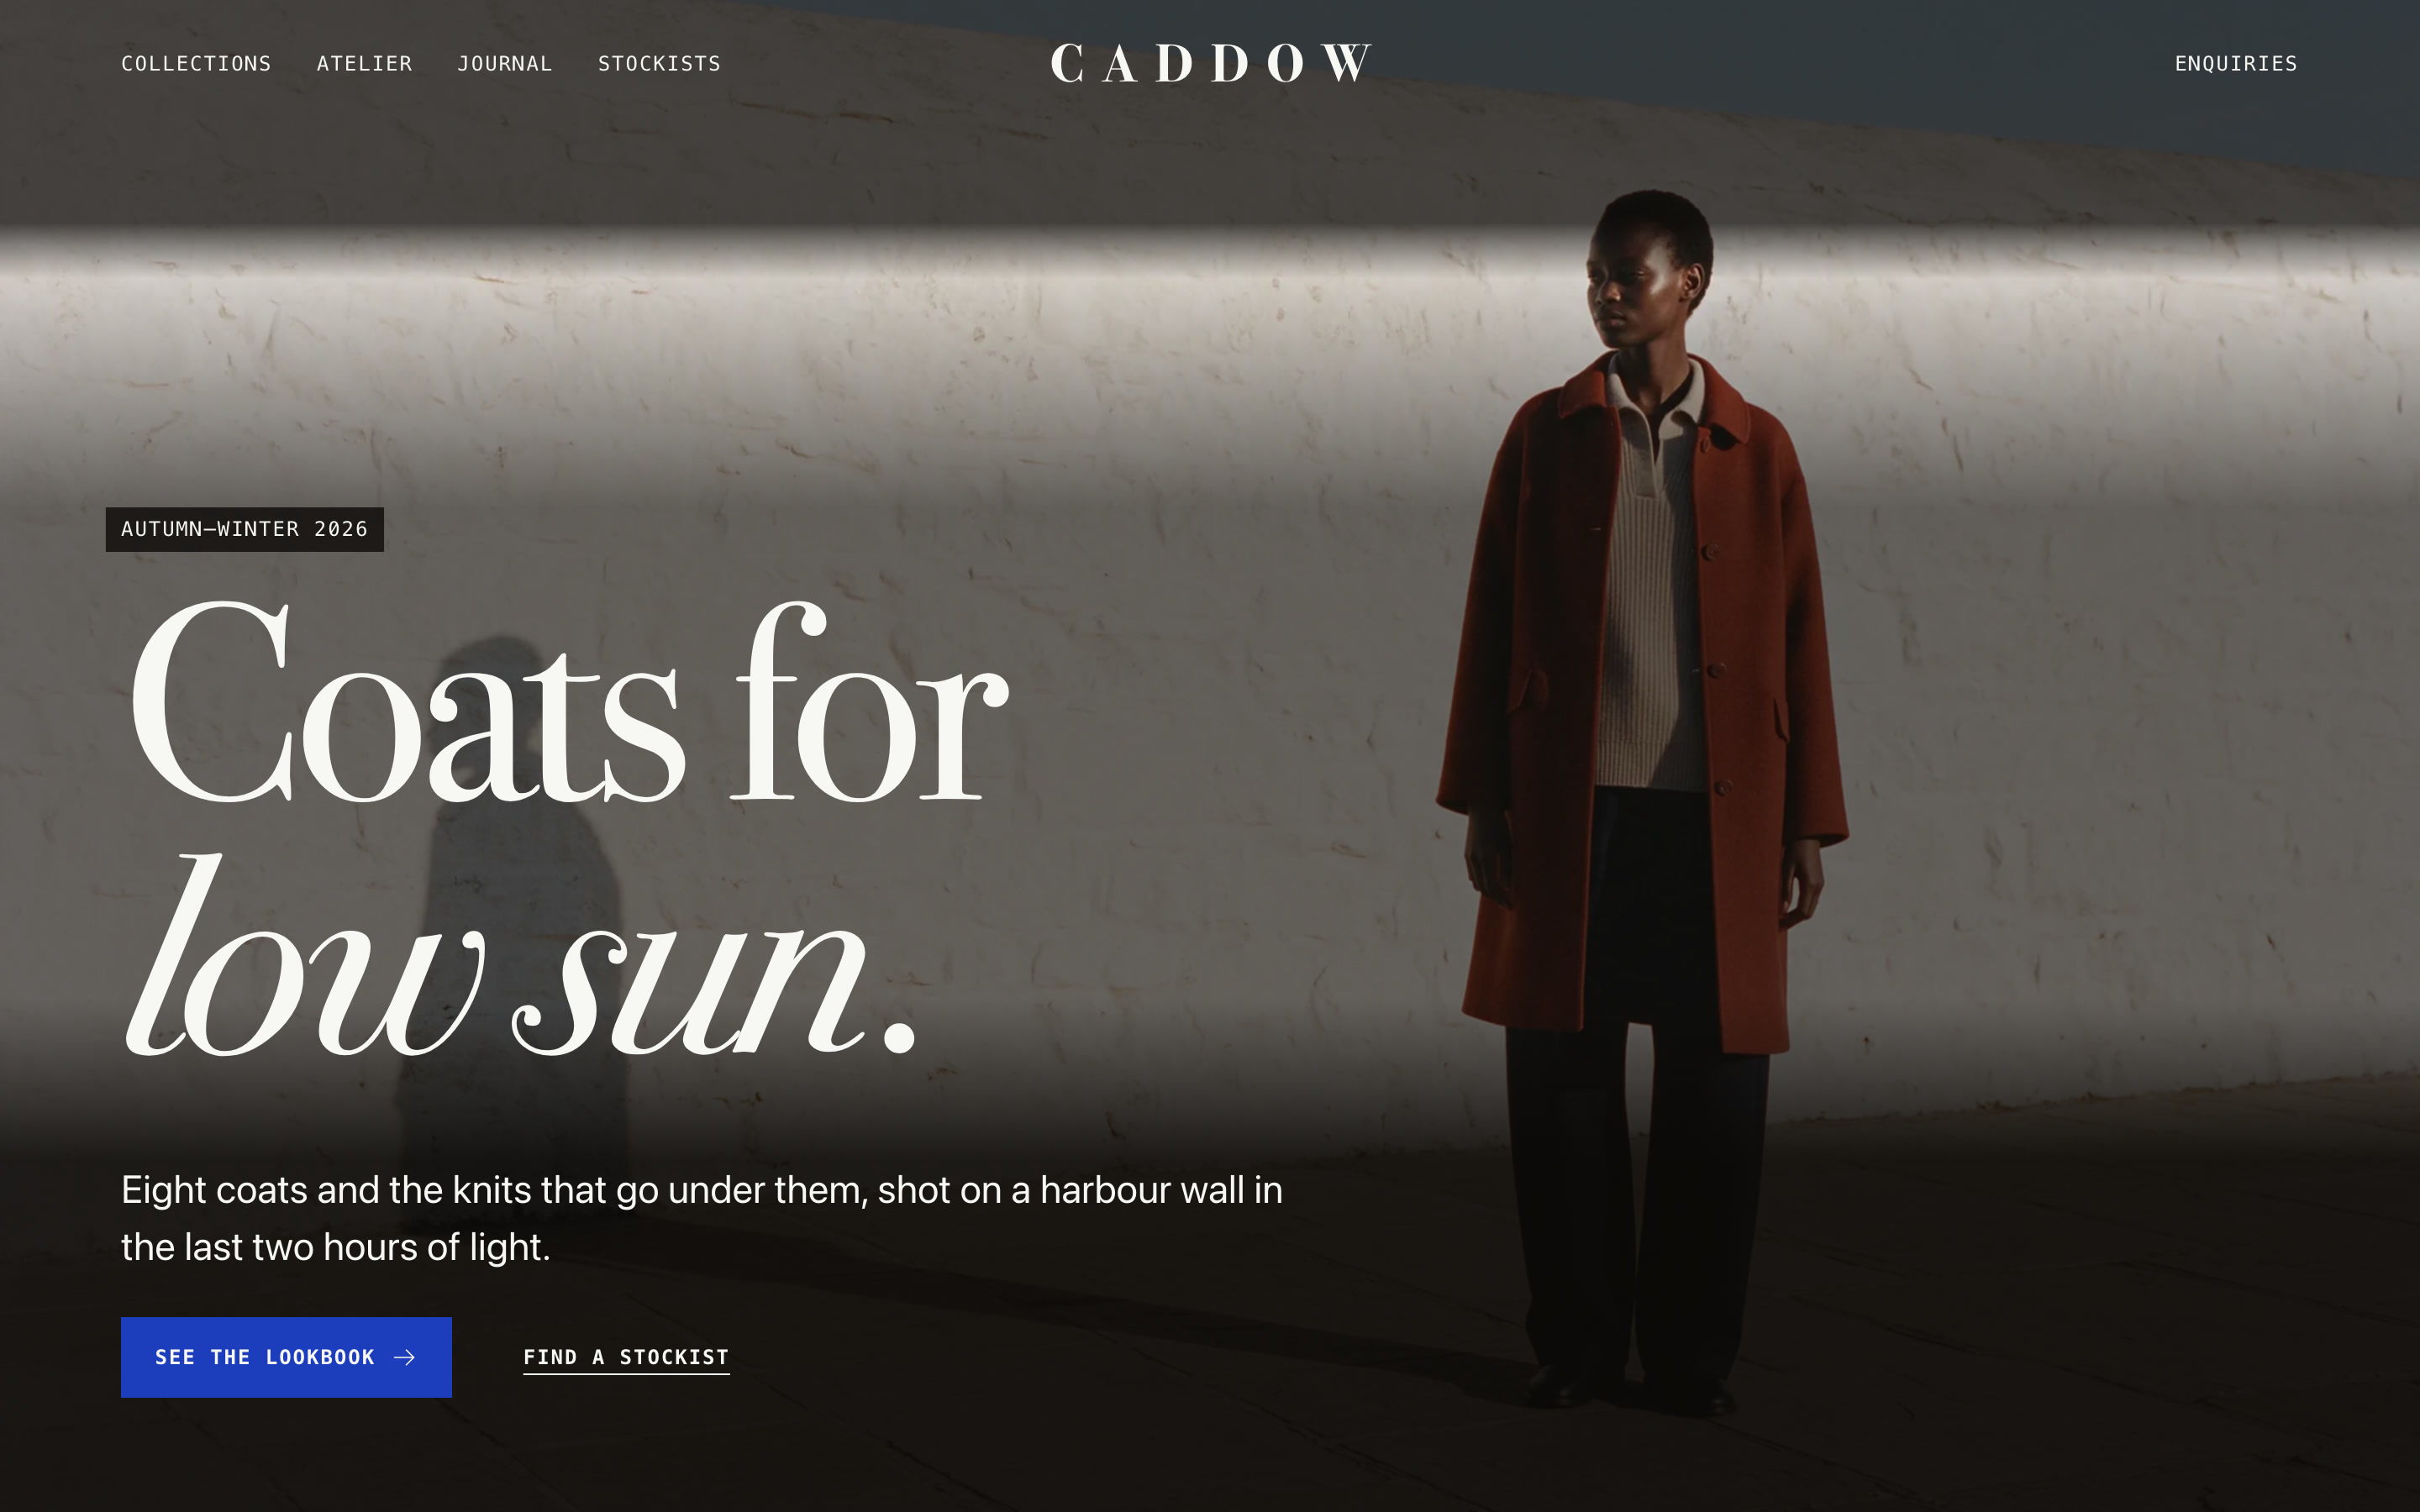 COLLECTIONS ATELIER JOURNAL STOCKISTS CADDOW ENQUIRIES
AUTUMN—WINTER 2026
Coats for
low sun.
Eight coats and the knits that go under them, shot on a harbour wall in
the last two hours of light.
SEE THE LOOKBOOK → FIND A STOCKIST